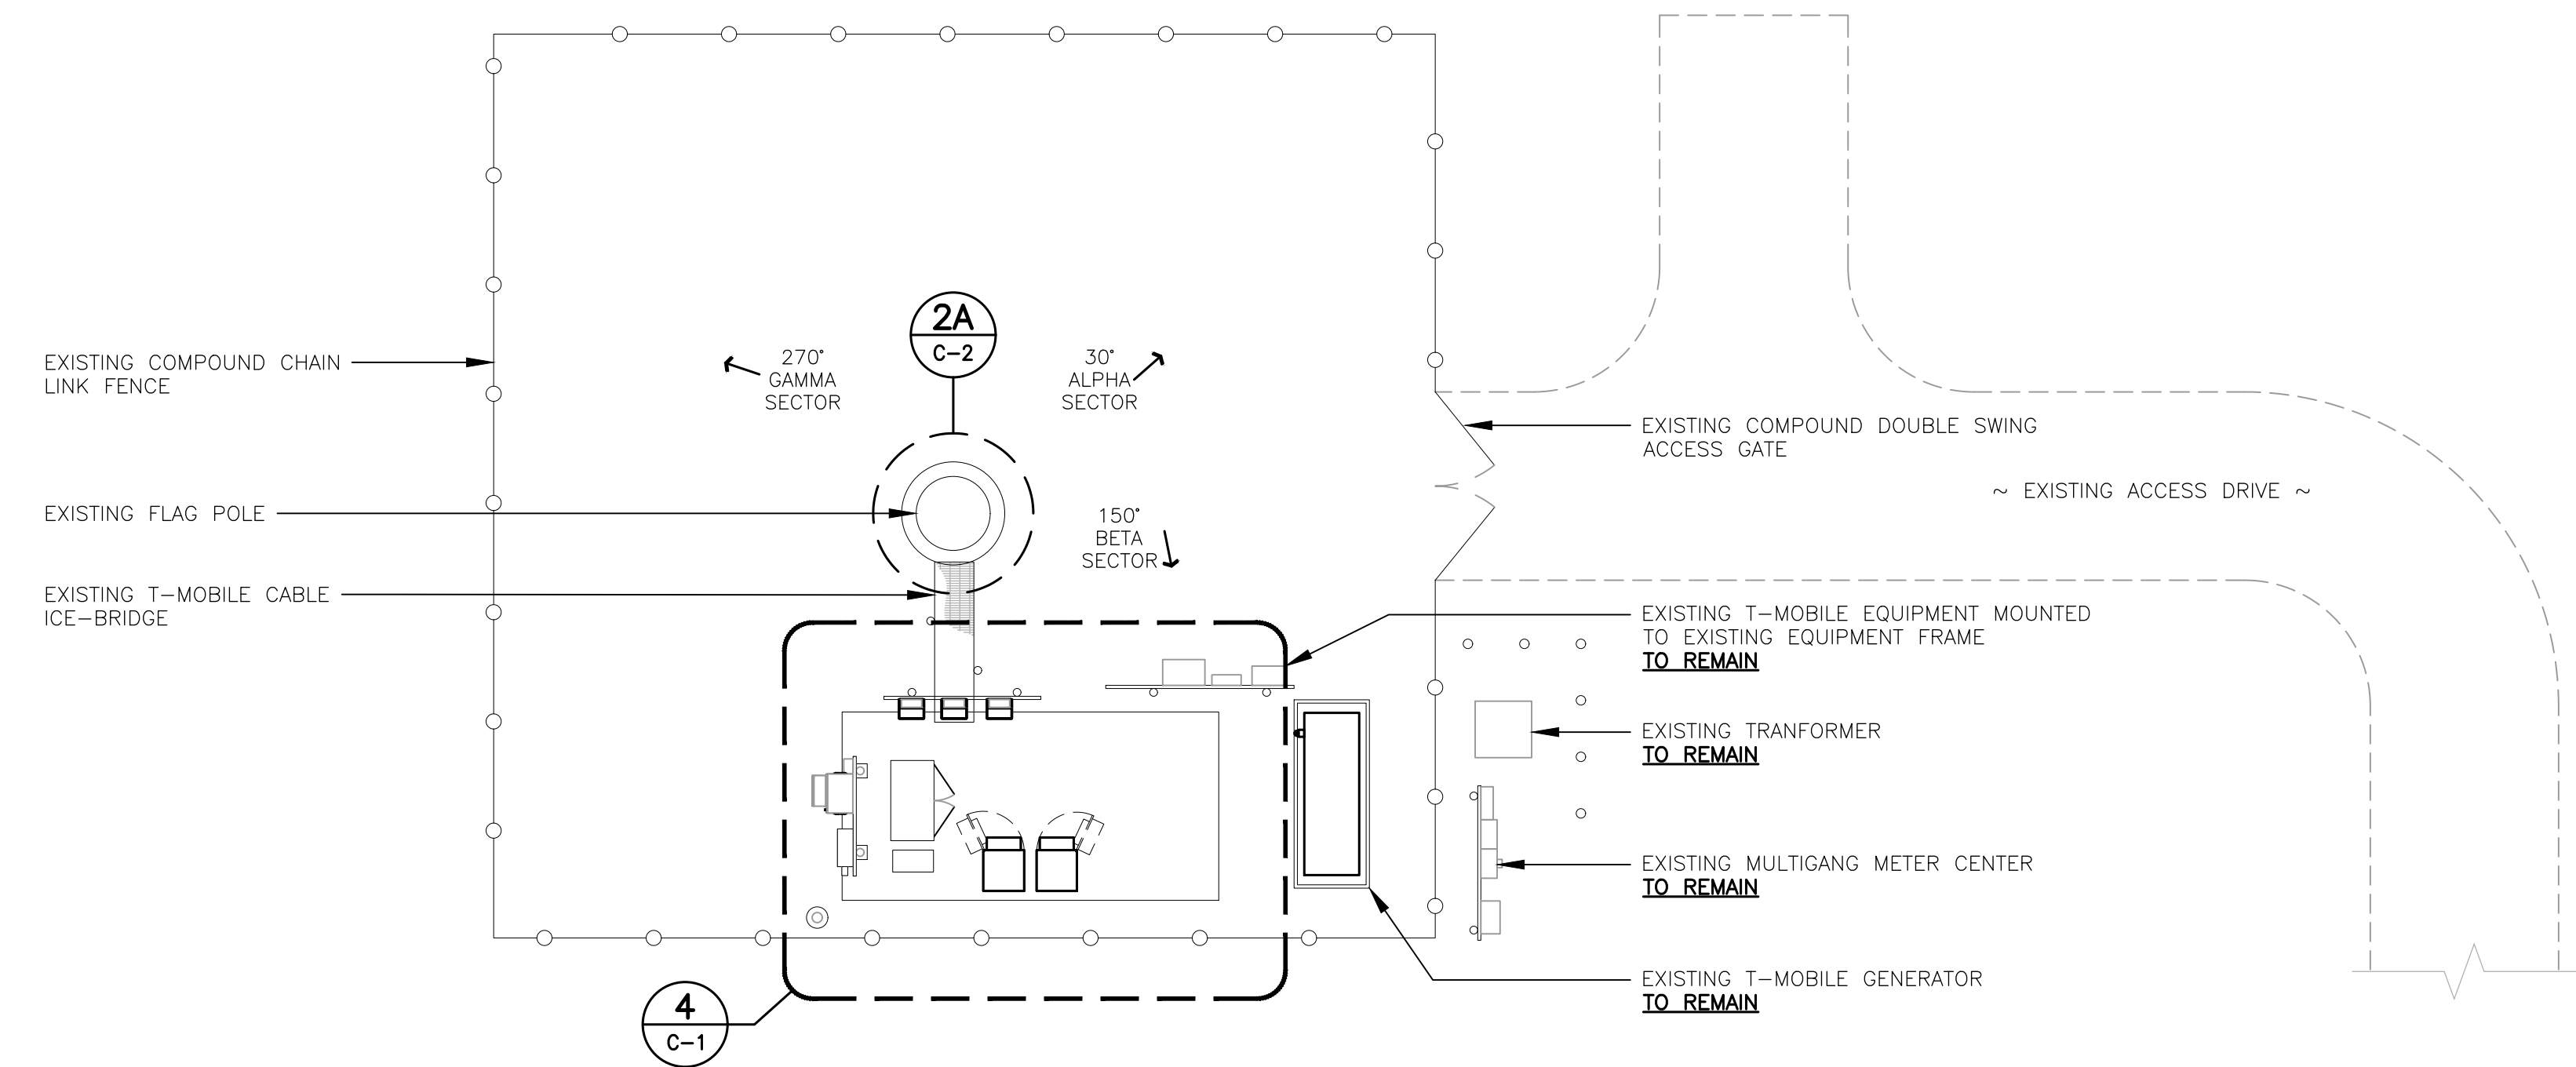 2A
C-2
270°
GAMMA
SECTOR
30°
ALPHA
SECTOR
EXISTING COMPOUND CHAIN
LINK FENCE
EXISTING COMPOUND DOUBLE SWING
ACCESS GATE
~ EXISTING ACCESS DRIVE ~
EXISTING FLAG POLE
150°
BETA
SECTOR
EXISTING T-MOBILE CABLE
ICE-BRIDGE
EXISTING T-MOBILE EQUIPMENT MOUNTED
TO EXISTING EQUIPMENT FRAME
TO REMAIN
EXISTING TRANFORMER
TO REMAIN
EXISTING MULTIGANG METER CENTER
TO REMAIN
EXISTING T-MOBILE GENERATOR
TO REMAIN
4
C-1